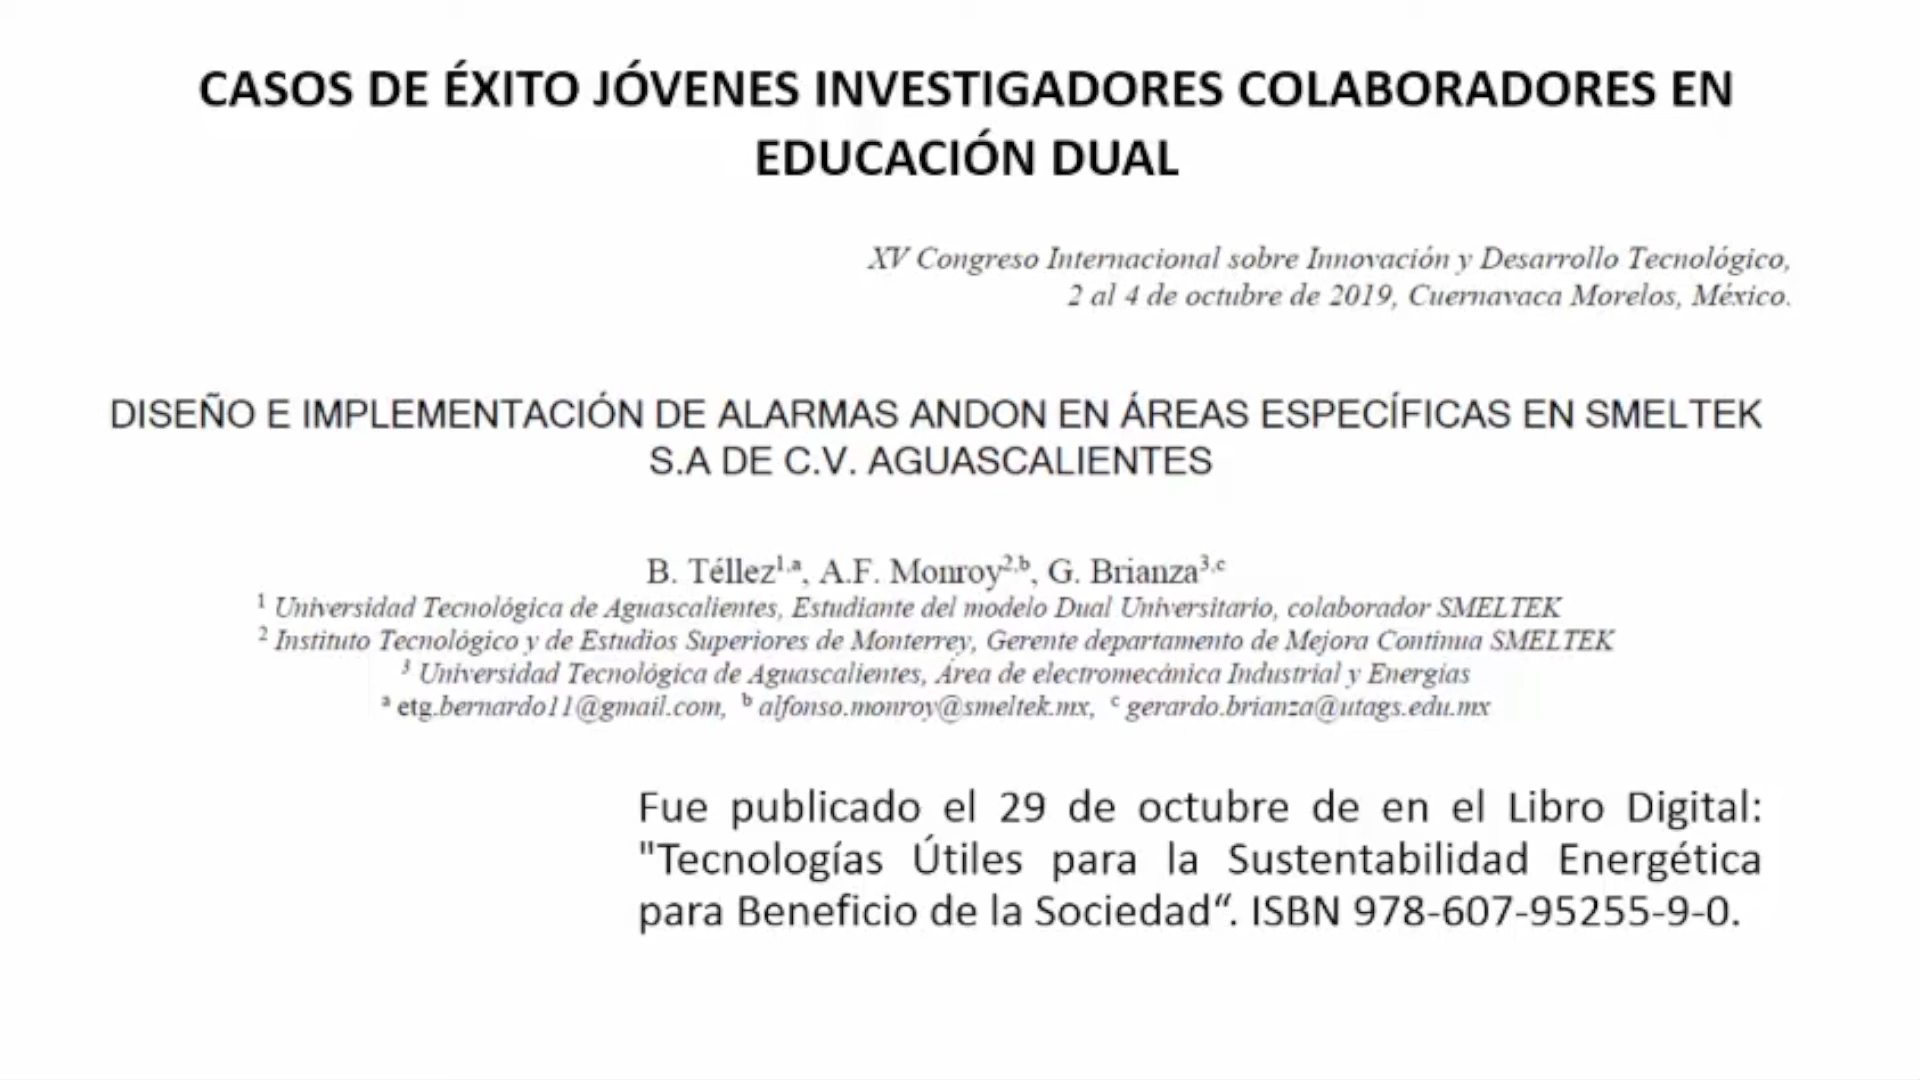 CASOS DE ÉXITO JÓVENES INVESTIGADORES COLABORADORES EN
EDUCACIÓN DUAL
XV Congreso Internacional sobre Innovación y Desarrollo Tecnológico,
2 al 4 de octubre de 2019, Cuernavaca Morelos, México.
DISEÑO E IMPLEMENTACIÓN DE ALARMAS ANDON EN ÁREAS ESPECÍFICAS EN SMELTEK
S.A DE C.V. AGUASCALIENTES
B. Téllez1,a, A.F. Monroy2,b, G. Brianza3,c
1 Universidad Tecnológica de Aguascalientes, Estudiante del modelo Dual Universitario, colaborador SMELTEK
2 Instituto Tecnológico y de Estudios Superiores de Monterrey, Gerente departamento de Mejora Continua SMELTEK
3 Universidad Tecnológica de Aguascalientes, Área de electromecánica Industrial y Energías
a etg.bernardo11@gmail.com, b alfonso.monroy@smeltek.mx, c gerardo.brianza@utags.edu.mx
Fue publicado el 29 de octubre de en el Libro Digital:
"Tecnologías Útiles para la Sustentabilidad Energética
para Beneficio de la Sociedad“. ISBN 978-607-95255-9-0.